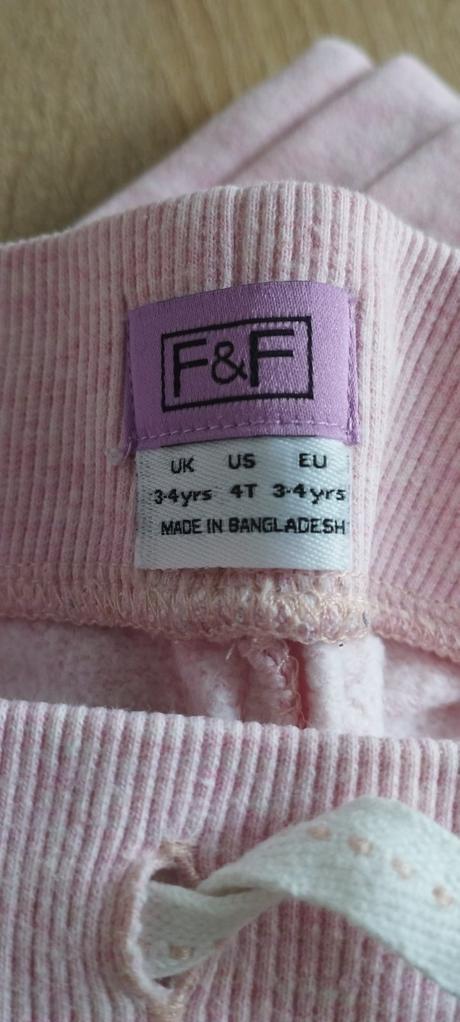 F&F
UK US EU
3-4yrs 4T 3-4yrs
MADE IN BANGLADESH